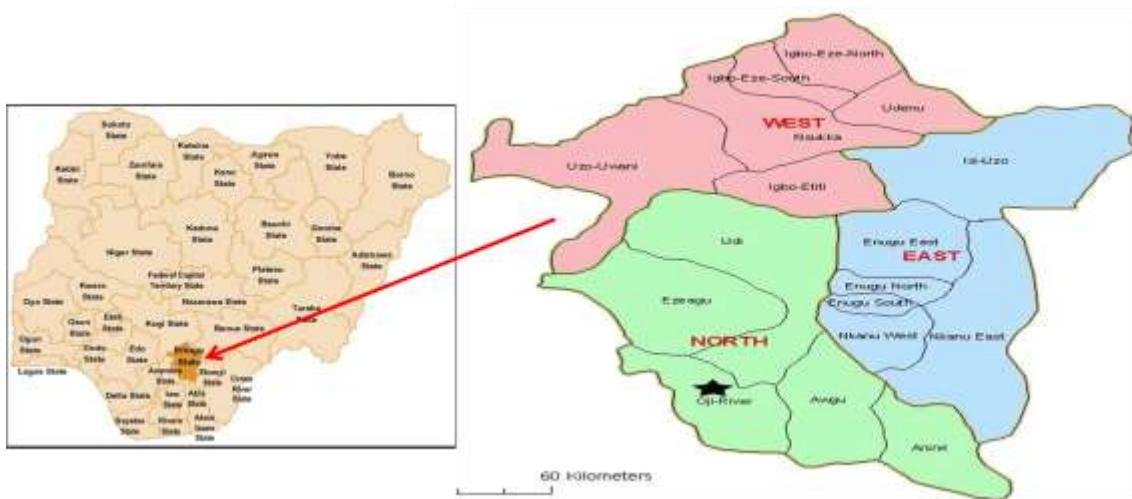 Sokoto
State
Katsina
State
Kebbi
State
Zamfara
State
Kano
State
Yobe
State
Borno
State
Kaduna
State
Bauchi
State
Gombe
State
Niger State
Adamawa
State
Federal Capital
Territory State
Plateau
State
Nasarawa State
Kwara
State
Oyo State
Taraba
State
Kogi State
Benue State
Osun
State
Ekiti
State
Ogun
State
Ondo
State
Edo
State
Enugu
State
Lagos State
Anambra
State
Ebonyi
State
Cross
River
State
Delta State
Imo
State
Abia
State
Bayelsa
State
Rivers
State
Akwa
State
Igbo-Eze-North
Igbo-Eze-South
Udenu
WEST
Nsukka
Uzo-Uwani
Isi-Uzo
Igbo-Etiti
Udi
Enugu East
EAST
Ezeagu
Enugu North
Enugu South
NORTH
Nkanu West
Nkanu East
Oji-River
Awgu
Aninri
60 Kilometers